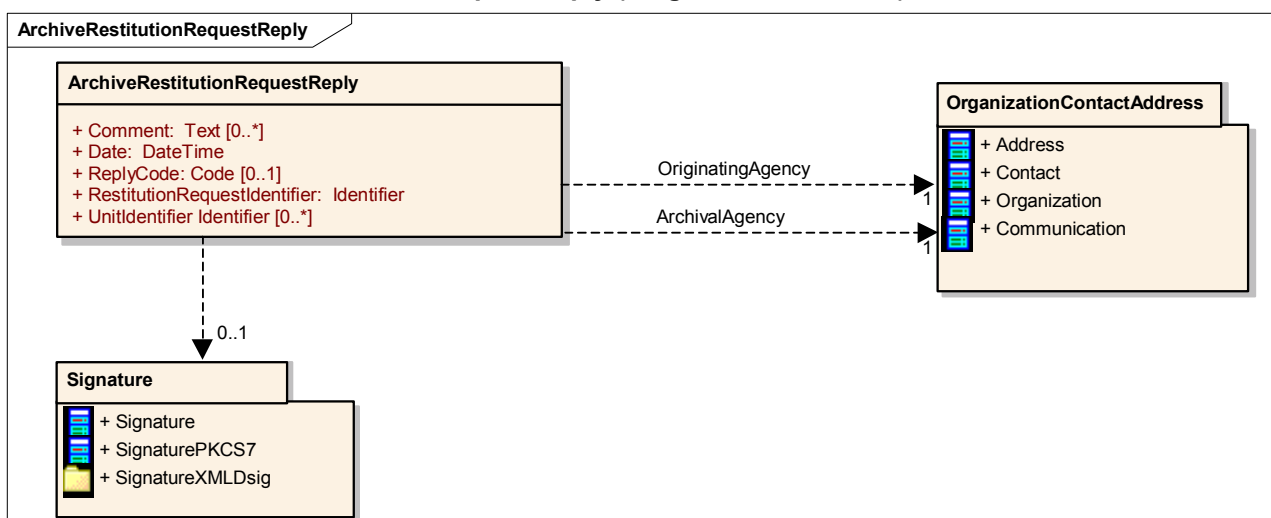 ArchiveRestitutionRequestReply
ArchiveRestitutionRequestReply
+ Comment: Text [0..*]
+ Date: DateTime
+ ReplyCode: Code [0..1]
+ RestitutionRequestIdentifier: Identifier
+ UnitIdentifier Identifier [0..*]
OriginatingAgency
1
ArchivalAgency
1
OrganizationContactAddress
+ Address
+ Contact
+ Organization
+ Communication
0..1
Signature
+ Signature
+ SignaturePKCS7
+ SignatureXMLDsig